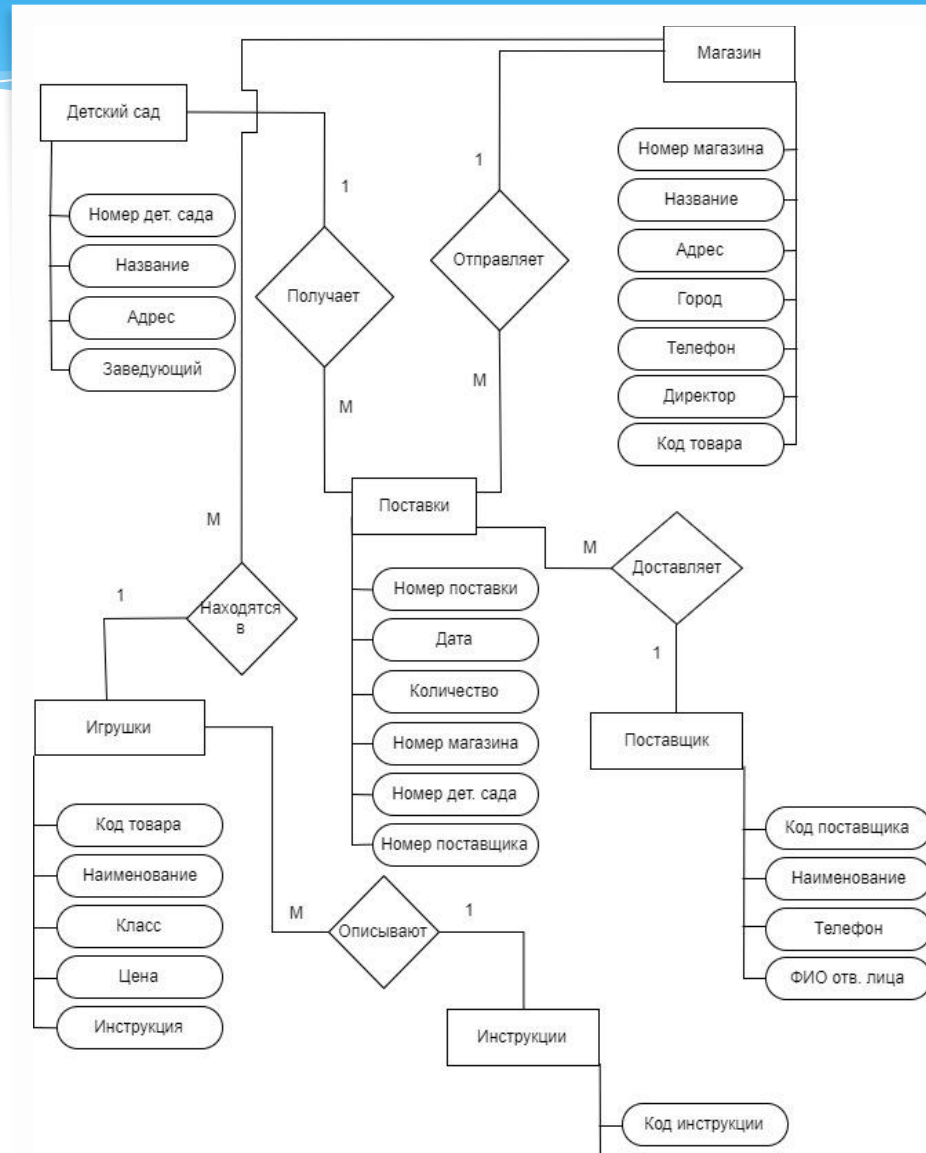 Магазин
Детский сад
Номер магазина
1
Название
1
Номер дет. сада
Адрес
Отправляет
Название
Получает
Город
Адрес
Телефон
Заведующий
М
Директор
М
Код товара
Поставки
М
М
Доставляет
Номер поставки
1
Находятся
в
Дата
1
Количество
Игрушки
Поставщик
Номер магазина
Номер дет. сада
Код товара
Код поставщика
Номер поставщика
Наименование
Наименование
М
1
Класс
Описывают
Телефон
Цена
ФИО отв. лица
Инструкция
Инструкции
Код инструкции